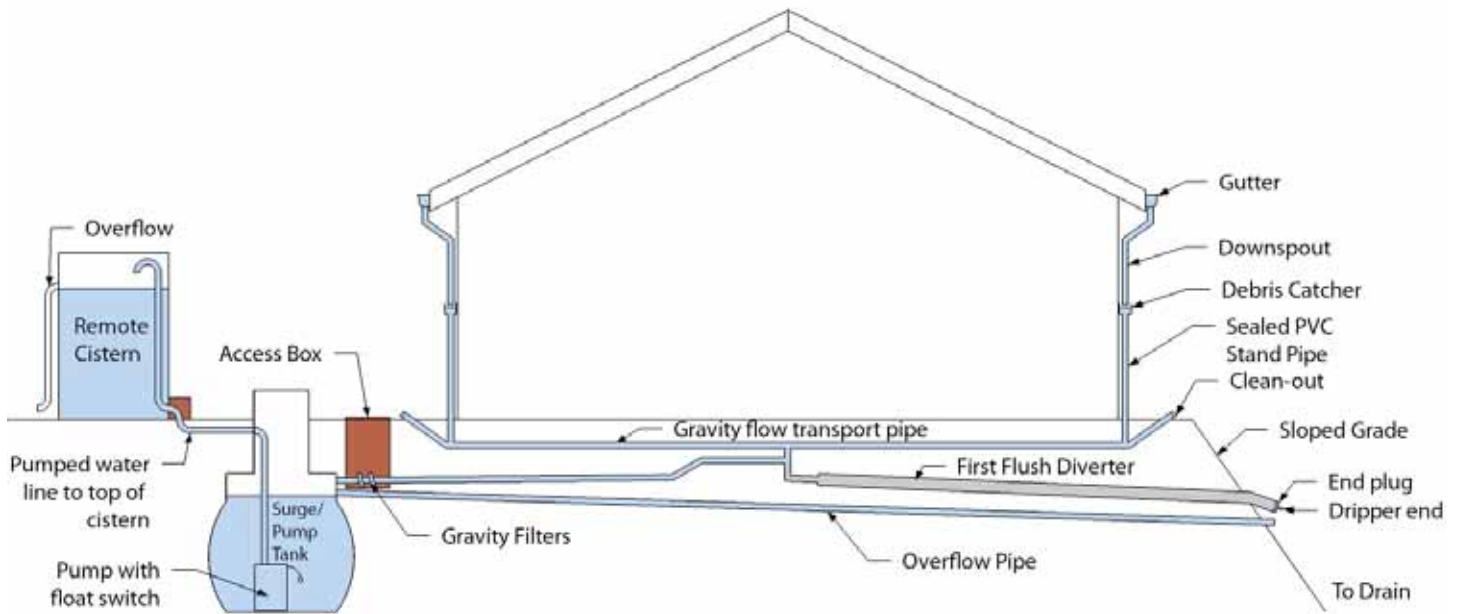 Gutter
Overflow
Downspout
Debris Catcher
Remote
Cistern
Sealed PVC
Stand Pipe
Access Box
Clean-out
Gravity flow transport pipe
Sloped Grade
Pumped water
line to top of
cistern
First Flush Diverter
End plug
Dripper end
Surge/
Pump
Tank
Gravity Filters
Overflow Pipe
Pump with
float switch
To Drain